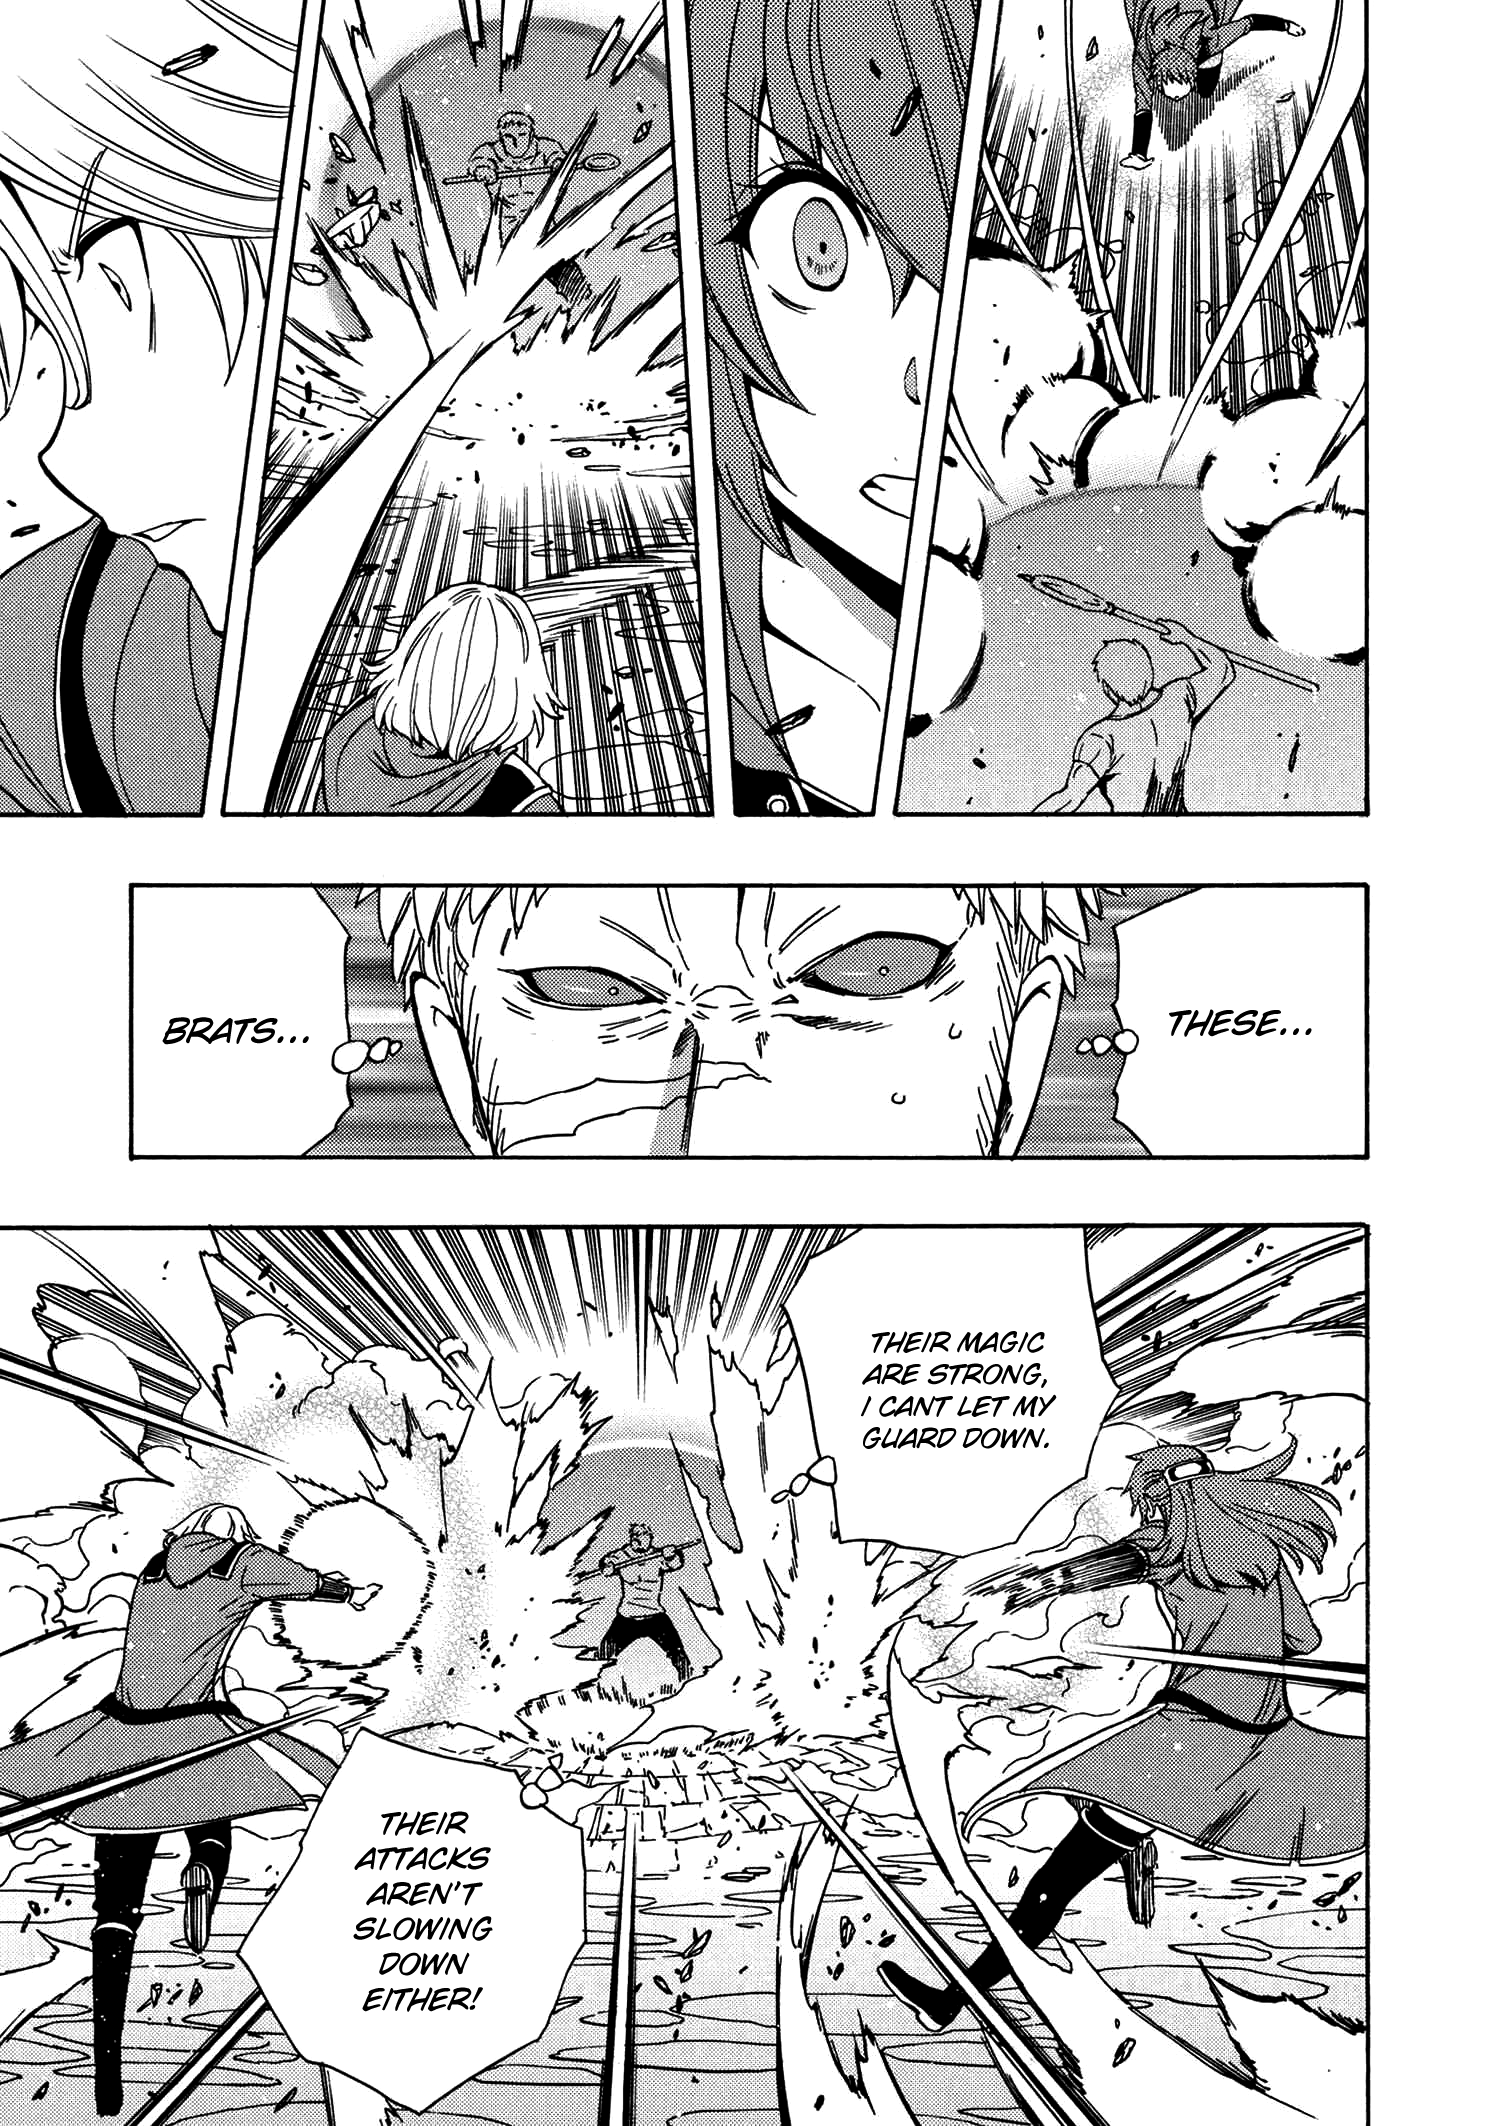 THESE...
BRATS...
THEIR MAGIC
ARE STRONG,
I CANT LET MY
GUARD DOWN.
THEIR
ATTACKS
AREN'T
SLOWING
DOWN
EITHER!